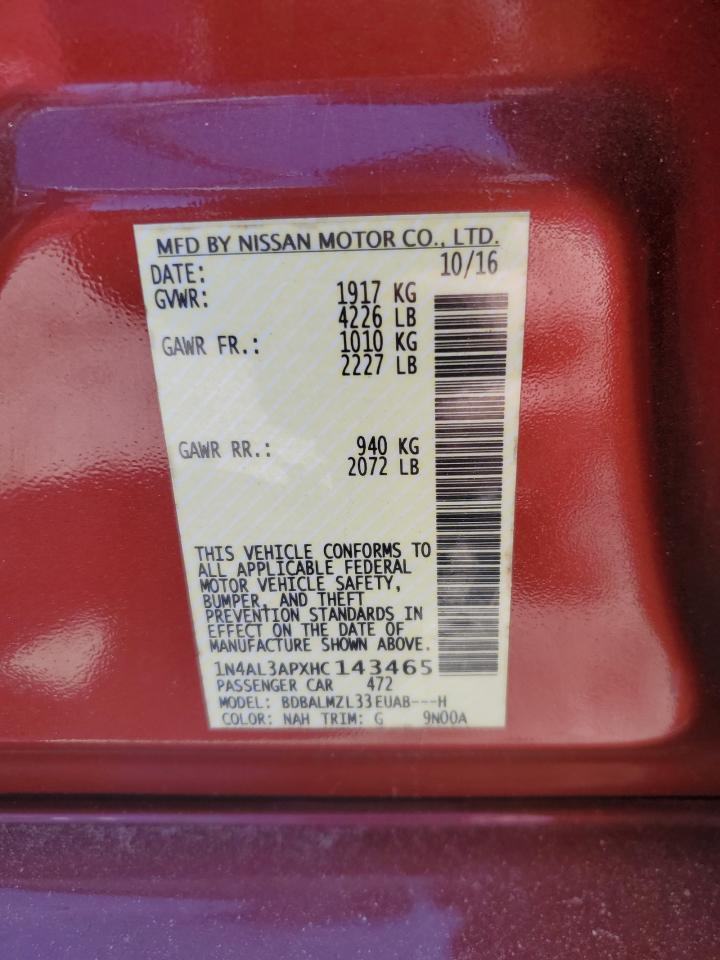 MFD BY NISSAN MOTOR CO., LTD.
DATE: 10/16
GVWR: 1917 KG
4226 LB
GAWR FR.: 1010 KG
2227 LB
GAWR RR.: 940 KG
2072 LB
THIS VEHICLE CONFORMS TO
ALL APPLICABLE FEDERAL
MOTOR VEHICLE SAFETY,
BUMPER, AND THEFT
PREVENTION STANDARDS IN
EFFECT ON THE DATE OF
MANUFACTURE SHOWN ABOVE.
1N4AL3APXHC143465
PASSENGER CAR 472
MODEL: BDBALMZL33EUAB---H
COLOR: NAH TRIM: G 9N00A